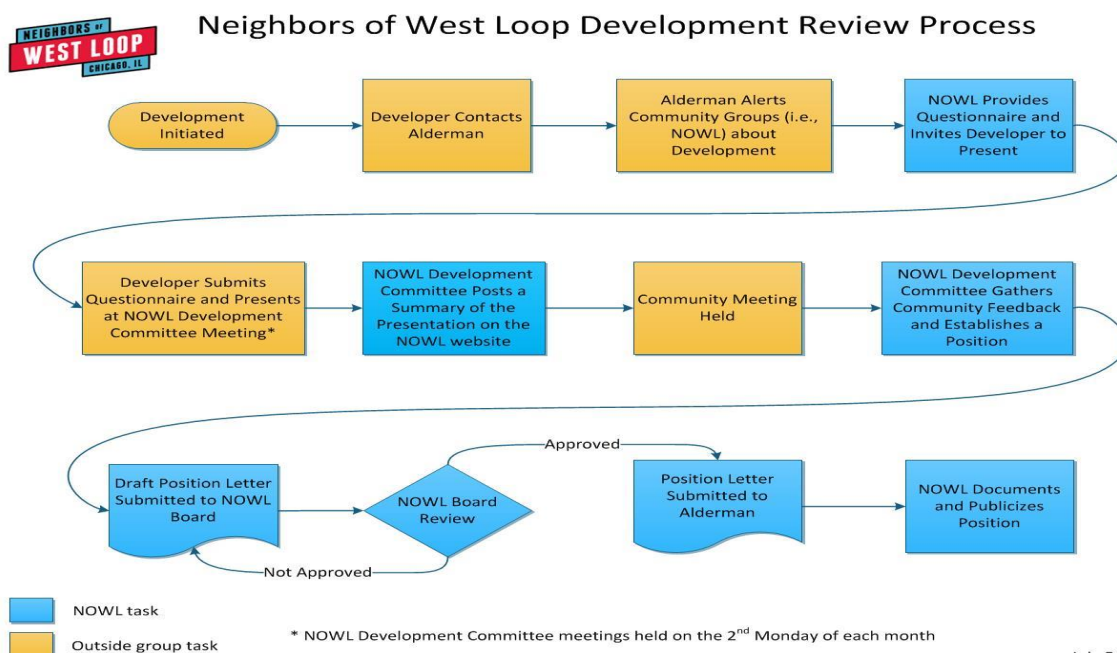 NEIGHBORS of
WEST LOOP
CHICAGO, IL
Neighbors of West Loop Development Review Process
Development
Initiated
Developer Contacts
Alderman
Alderman Alerts
Community Groups (i.e.,
NOWL) about
Development
NOWL Provides
Questionnaire and
Invites Developer to
Present
Developer Submits
Questionnaire and Presents
at NOWL Development
Committee Meeting*
NOWL Development
Committee Posts a
Summary of the
Presentation on the
NOWL website
Community Meeting
Held
NOWL Development
Committee Gathers
Community Feedback
and Establishes a
Position
Draft Position Letter
Submitted to NOWL
Board
NOWL Board
Review
Approved
Not Approved
Position Letter
Submitted to
Alderman
NOWL Documents
and Publicizes
Position
NOWL task
Outside group task
* NOWL Development Committee meetings held on the 2nd Monday of each month